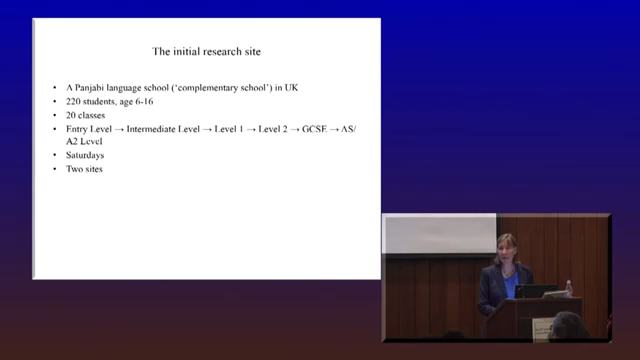 The initial research site
• A Panjabi language school ('complementary school') in UK
• 220 students, age 6-16
• 20 classes
• Entry Level → Intermediate Level → Level 1 → Level 2 → GCSE → AS/
A2 Level
• Saturdays
• Two sites